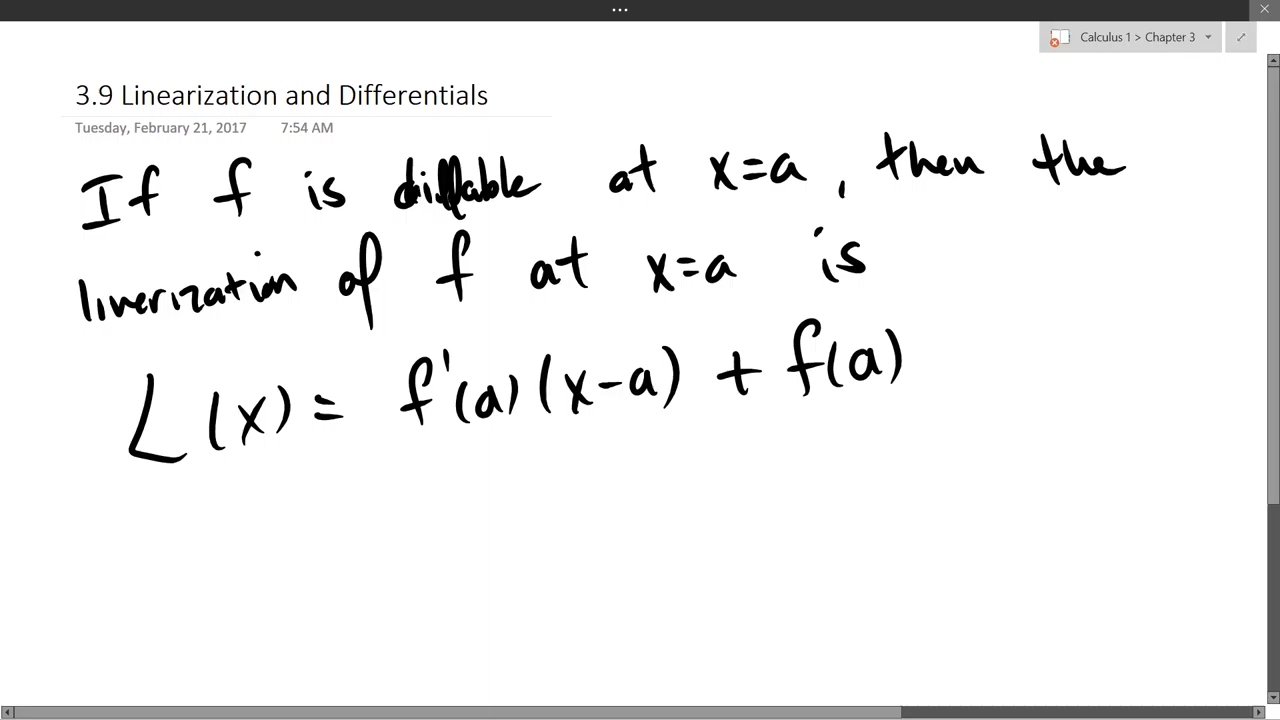 Calculus 1 > Chapter 3
3.9 Linearization and Differentials
Tuesday, February 21, 2017 7:54 AM
If f is diffable at x=a, then the
linerization of f at x=a is
L(x) = f'(a)(x-a) + f(a)